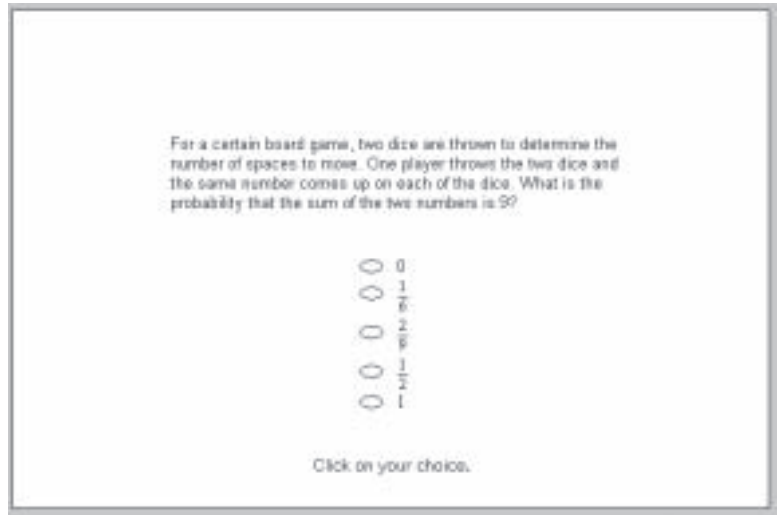 For a certain board game, two dice are thrown to determine the
number of spaces to move. One player throws the two dice and
the same number comes up on each of the dice. What is the
probability that the sum of the two numbers is 9?
0
1/6
2/9
1/2
1
Click on your choice.